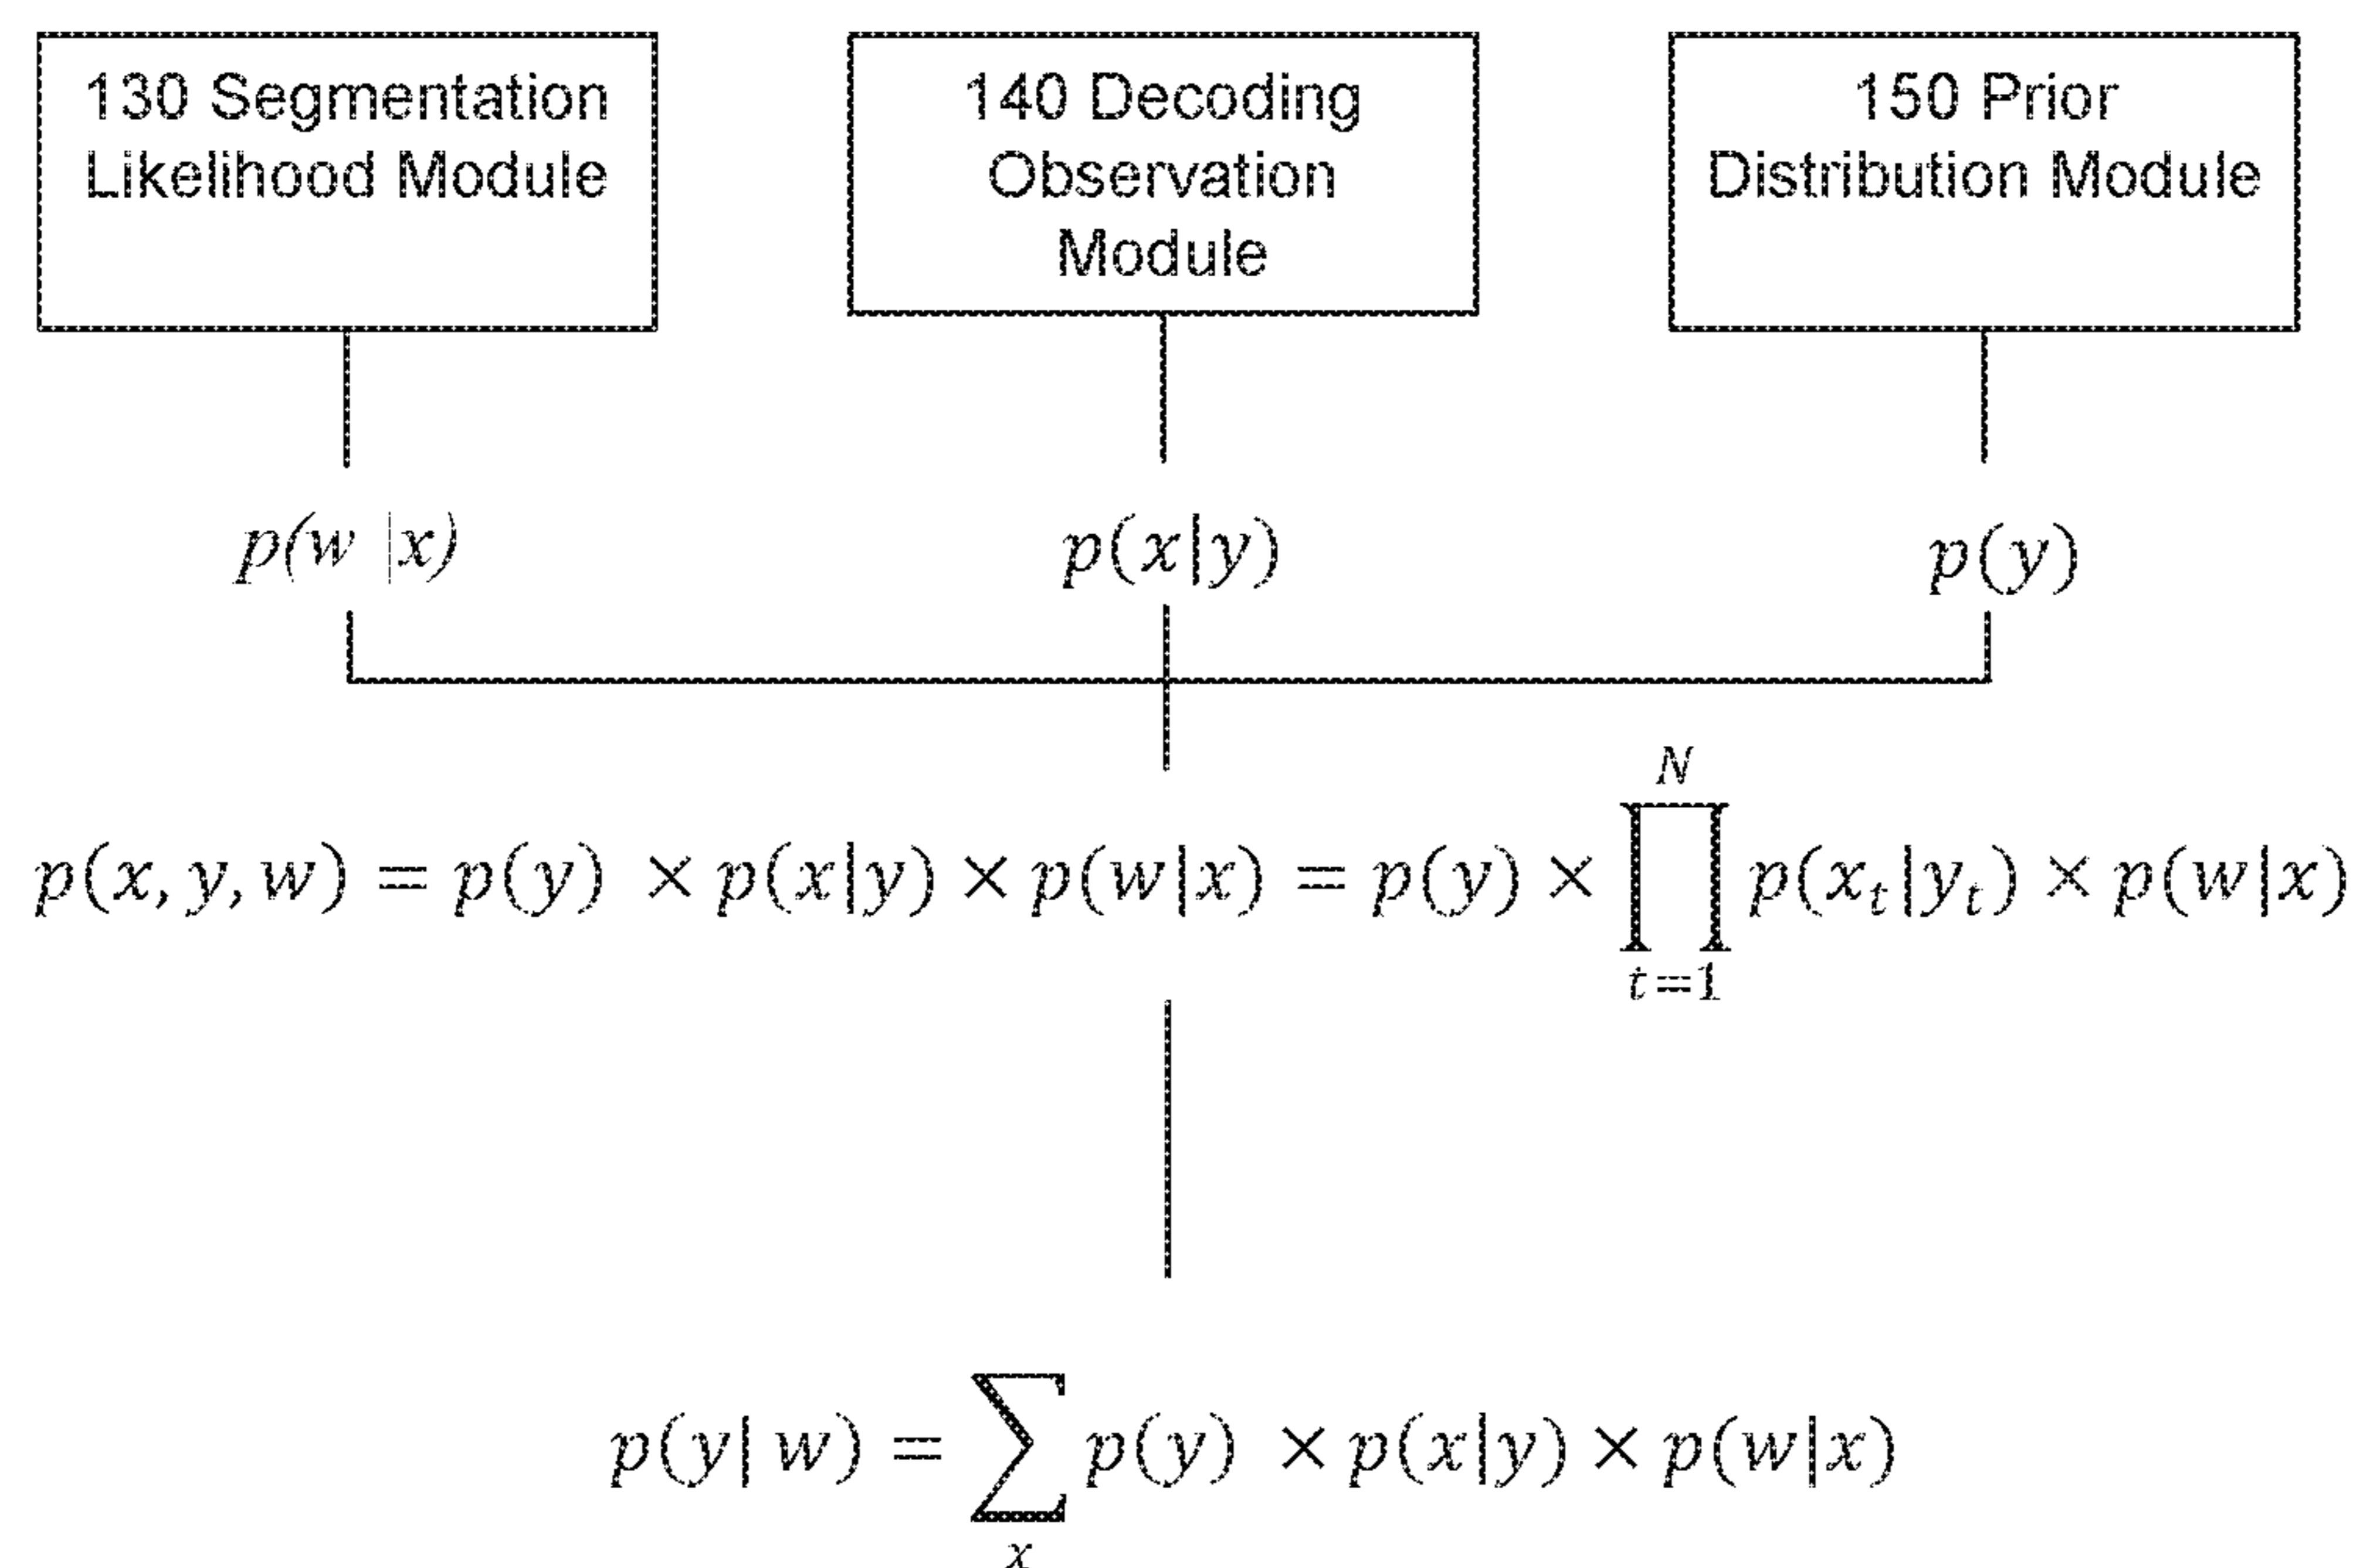 130 Segmentation
Likelihood Module
140 Decoding
Observation
Module
150 Prior
Distribution Module
p(w |x)
p(x|y)
p(y)
p(x, y, w) = p(y) × p(x|y) × p(w|x) = p(y) × ∏_{t=1}^{N} p(x_t|y_t) × p(w|x)
p(y| w) = ∑_x p(y) × p(x|y) × p(w|x)